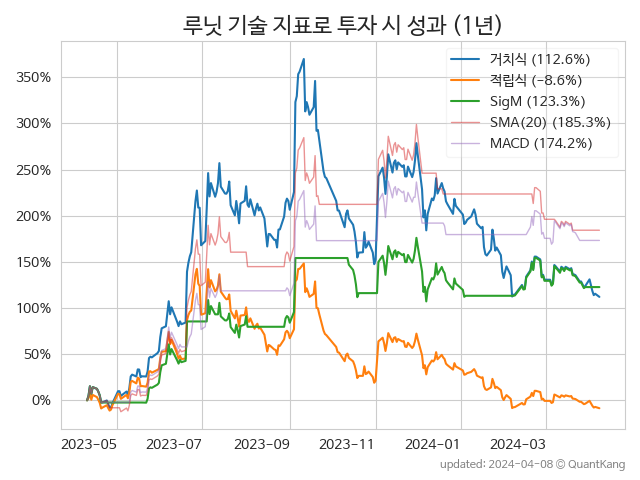 루닛 기술 지표로 투자 시 성과 (1년)
거치식 (112.6%)
적립식 (-8.6%)
SigM (123.3%)
SMA(20) (185.3%)
MACD (174.2%)
350%
300%
250%
200%
150%
100%
50%
0%
2023-05 2023-07 2023-09 2023-11 2024-01 2024-03
updated: 2024-04-08 ⓒ QuantKang